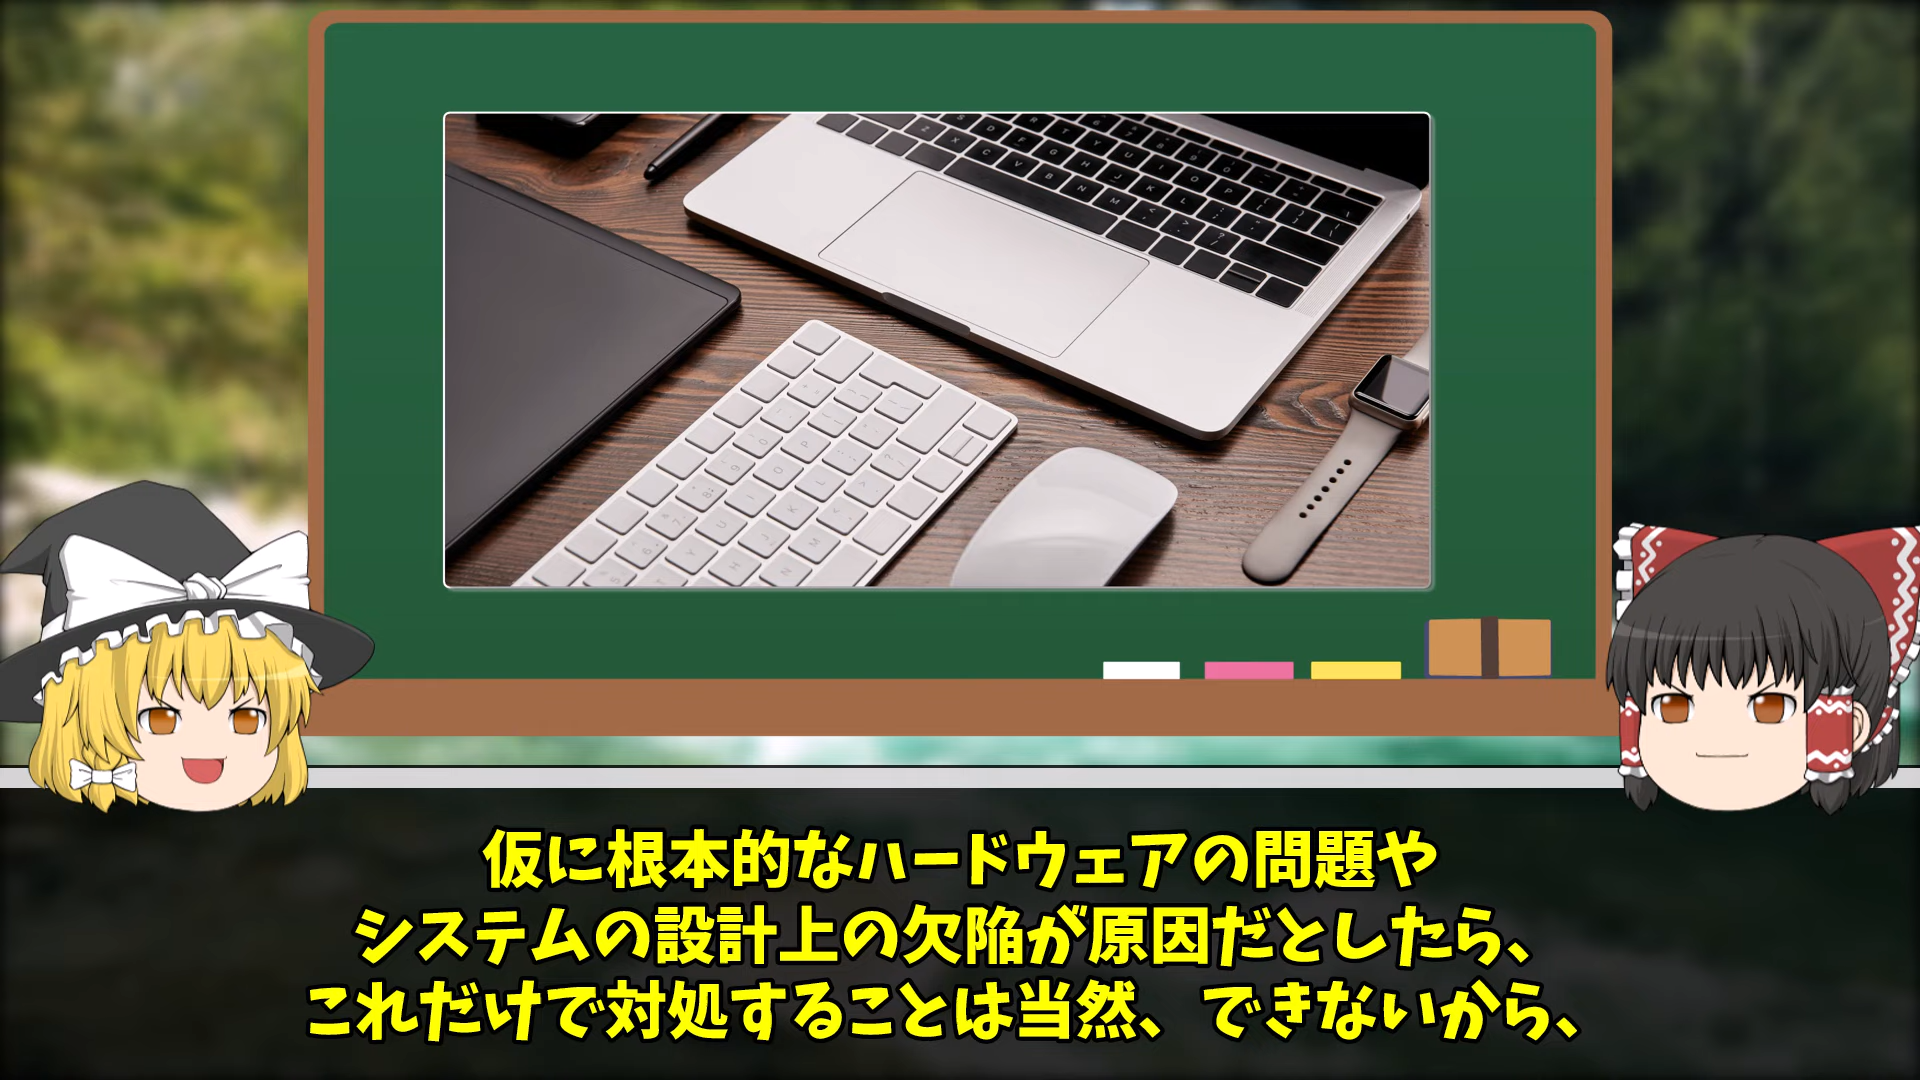 仮に根本的なハードウェアの問題や
システムの設計上の欠陥が原因だとしたら、
これだけで対処することは当然、できないから、